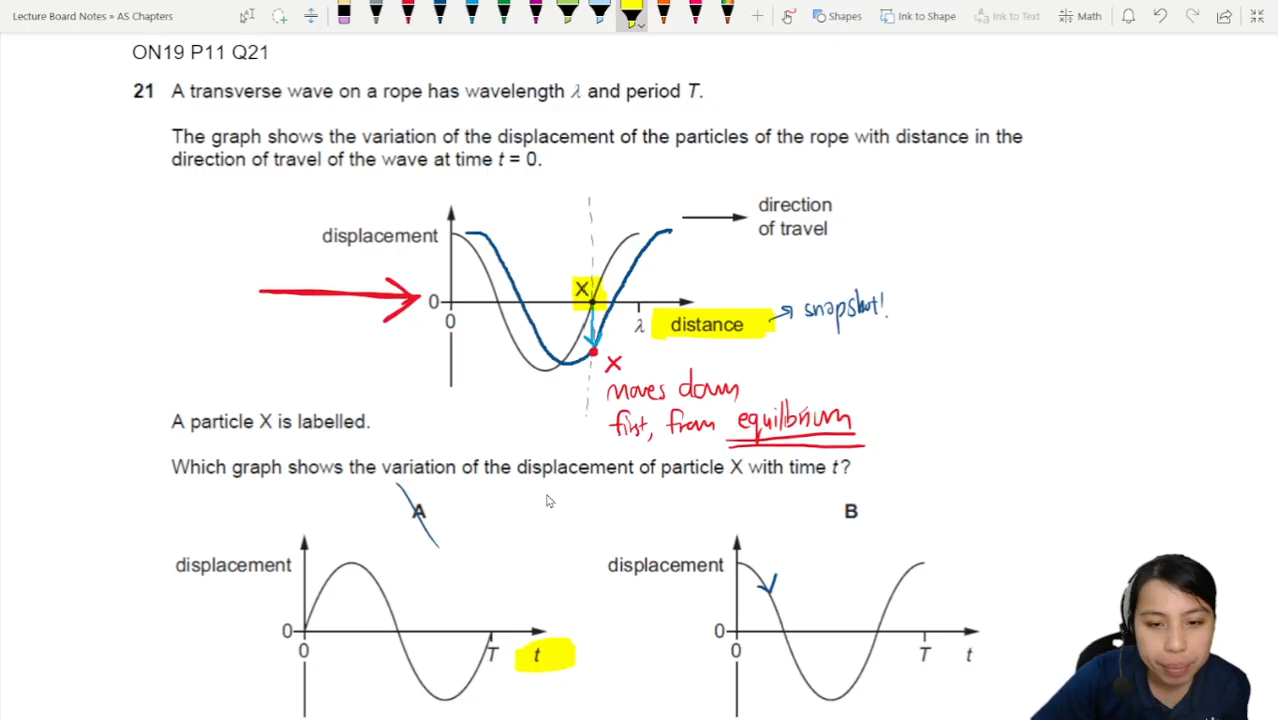 Lecture Board Notes » AS Chapters
Shapes
Ink to Shape
Ink to Text
Math
ON19 P11 Q21
21 A transverse wave on a rope has wavelength λ and period T.
The graph shows the variation of the displacement of the particles of the rope with distance in the
direction of travel of the wave at time t = 0.
direction
of travel
displacement
X
0
0
λ
distance
snapshot!
X
moves down
first, from equilibrium
A particle X is labelled.
Which graph shows the variation of the displacement of particle X with time t?
A
B
displacement
0
0
T
t
displacement
0
0
T
t